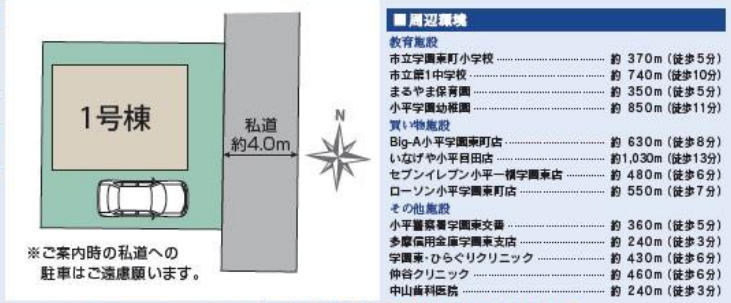 1号棟
私道
約4.0m
N
※ご案内時の私道への
駐車はご遠慮願います。
■周辺環境
教育施設
市立学園東町小学校 ………………………… 約 370m (徒歩5分)
市立第1中学校 ………………………… 約 740m (徒歩10分)
まるやま保育園 ………………………… 約 350m (徒歩5分)
小平学園幼稚園 ………………………… 約 850m (徒歩11分)
買い物施設
Big-A小平学園東町店 ………………………… 約 630m (徒歩8分)
いなげや小平目田店 ………………………… 約1,030m (徒歩13分)
セブンイレブン小平一橋学園東店 ………… 約 480m (徒歩6分)
ローソン小平学園東町店 ………………… 約 550m (徒歩7分)
その他施設
小平警察署学園東交番 ………………………… 約 360m (徒歩5分)
多摩信用金庫学園東支店 ………………… 約 240m (徒歩3分)
学園東・ひらぐりクリニック ………………… 約 430m (徒歩6分)
仲谷クリニック ………………………… 約 460m (徒歩6分)
中山歯科医院 ………………………… 約 240m (徒歩3分)